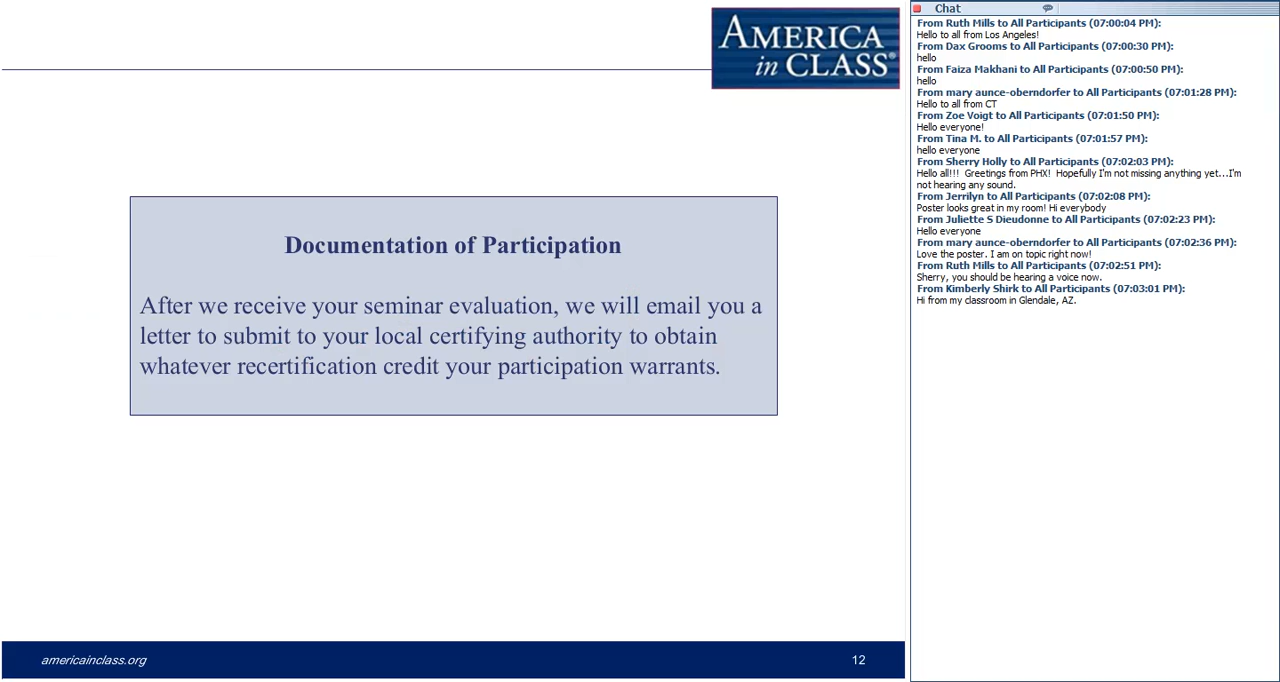 AMERICA
in CLASS®
Documentation of Participation
After we receive your seminar evaluation, we will email you a
letter to submit to your local certifying authority to obtain
whatever recertification credit your participation warrants.
americainclass.org
12
Chat
From Ruth Mills to All Participants (07:00:04 PM):
Hello to all from Los Angeles!
From Dax Grooms to All Participants (07:00:30 PM):
hello
From Faiza Makhani to All Participants (07:00:50 PM):
hello
From mary aunce-oberndorfer to All Participants (07:01:28 PM):
Hello to all from CT
From Zoe Voigt to All Participants (07:01:50 PM):
Hello everyone!
From Tina M. to All Participants (07:01:57 PM):
hello everyone
From Sherry Holly to All Participants (07:02:03 PM):
Hello all!!!  Greetings from PHX!  Hopefully I'm not missing anything yet...I'm
not hearing any sound.
From Jerrilyn to All Participants (07:02:08 PM):
Poster looks great in my room! Hi everybody
From Juliette S Dieudonne to All Participants (07:02:23 PM):
Hello everyone
From mary aunce-oberndorfer to All Participants (07:02:36 PM):
Love the poster. I am on topic right now!
From Ruth Mills to All Participants (07:02:51 PM):
Sherry, you should be hearing a voice now.
From Kimberly Shirk to All Participants (07:03:01 PM):
Hi from my classroom in Glendale, AZ.